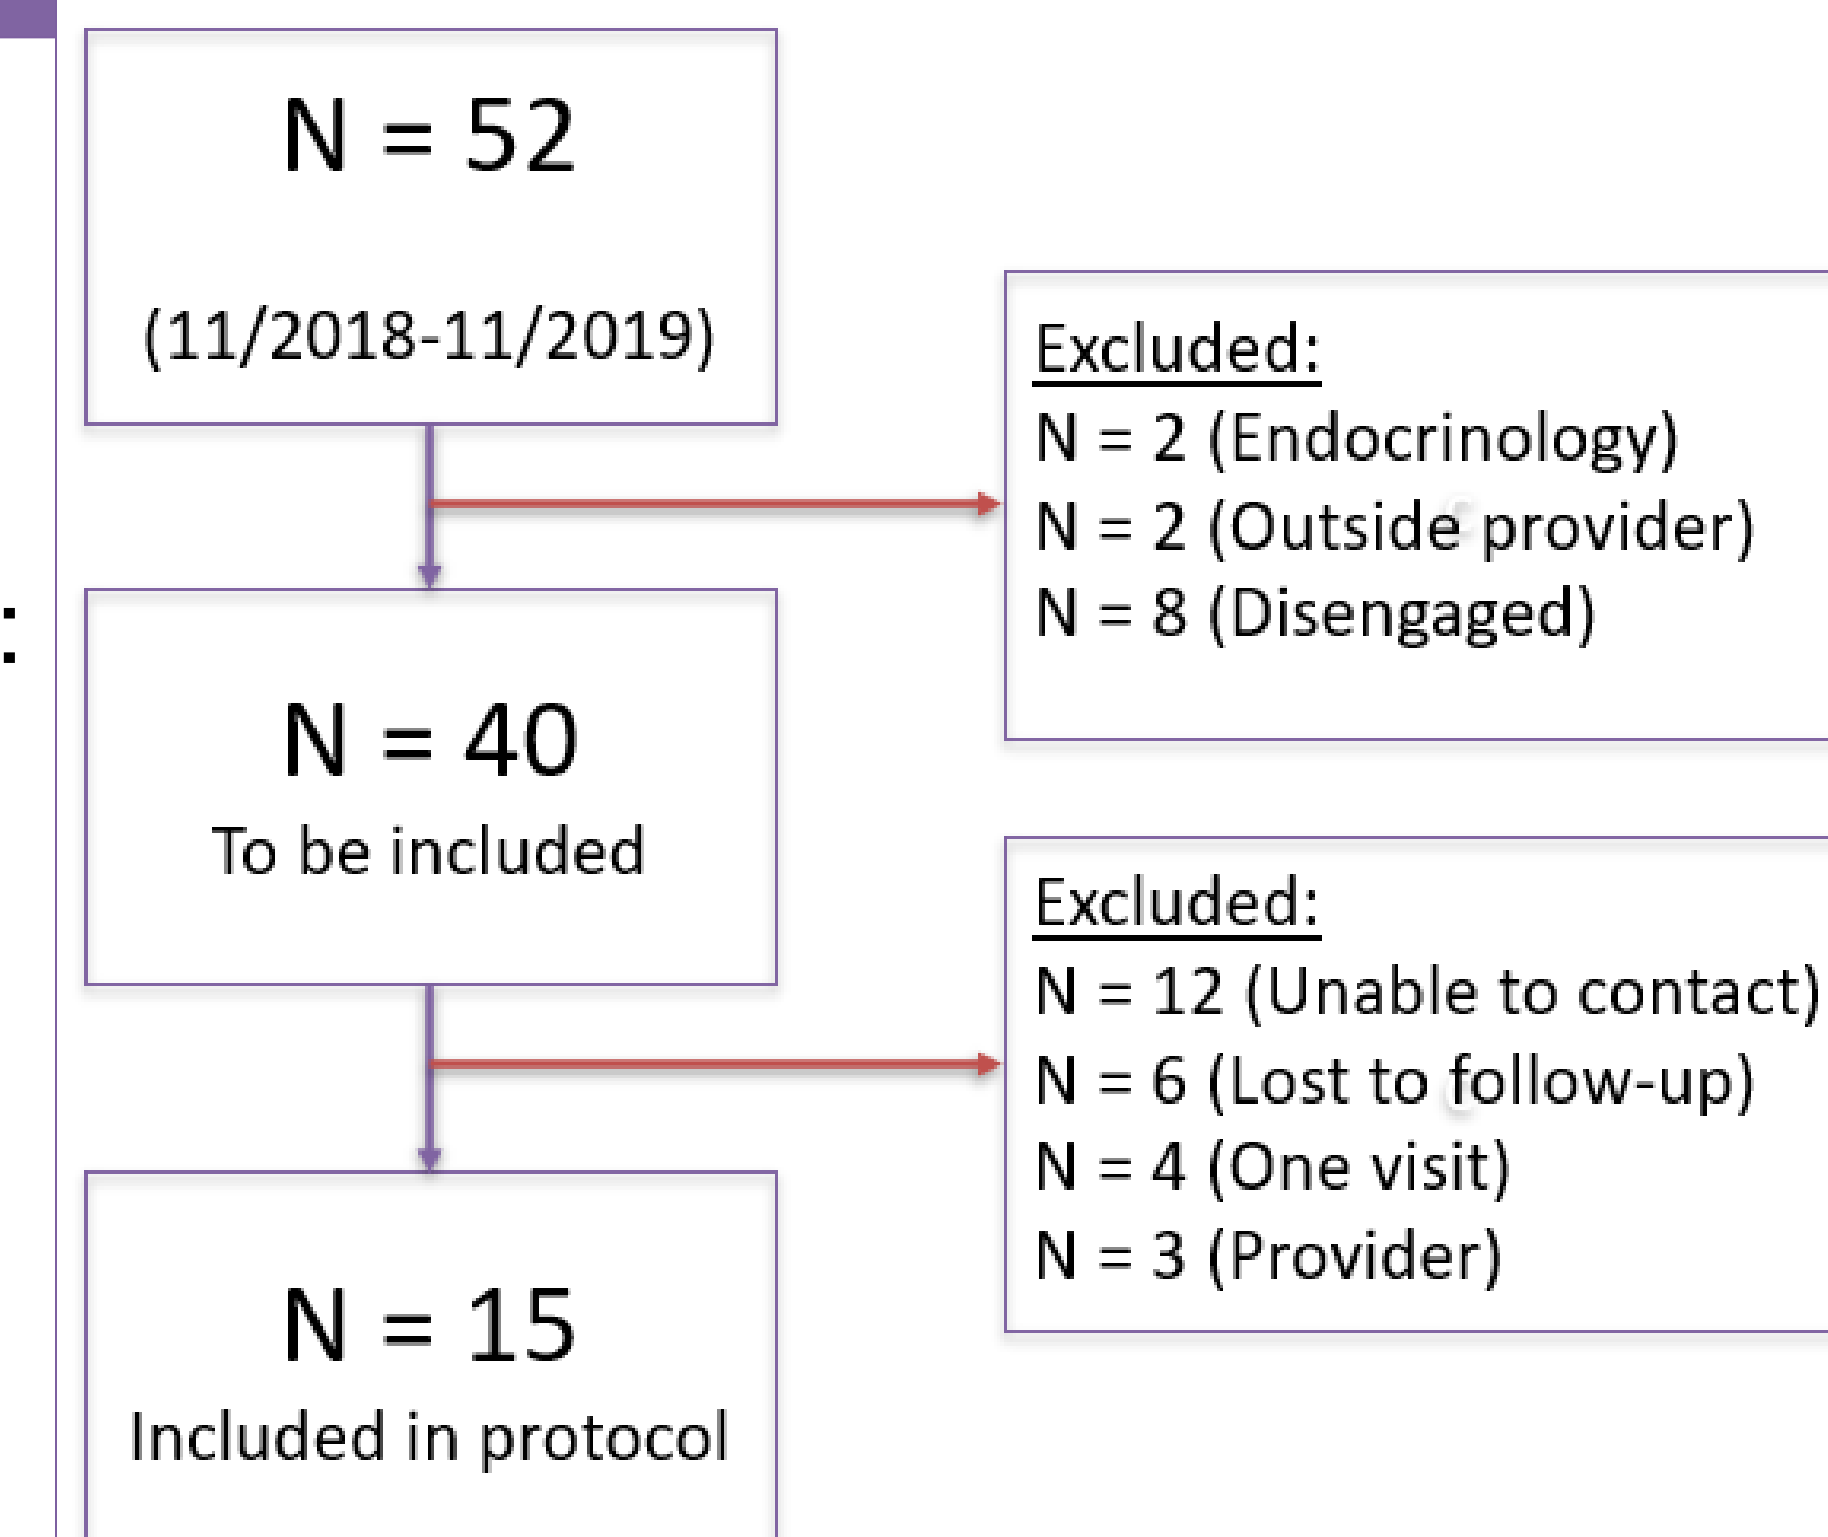 N = 52
(11/2018-11/2019)
Excluded:
N = 2 (Endocrinology)
N = 2 (Outside provider)
N = 8 (Disengaged)
:
N = 40
To be included
Excluded:
N = 12 (Unable to contact)
N = 6 (Lost to follow-up)
N = 4 (One visit)
N = 3 (Provider)
N = 15
Included in protocol